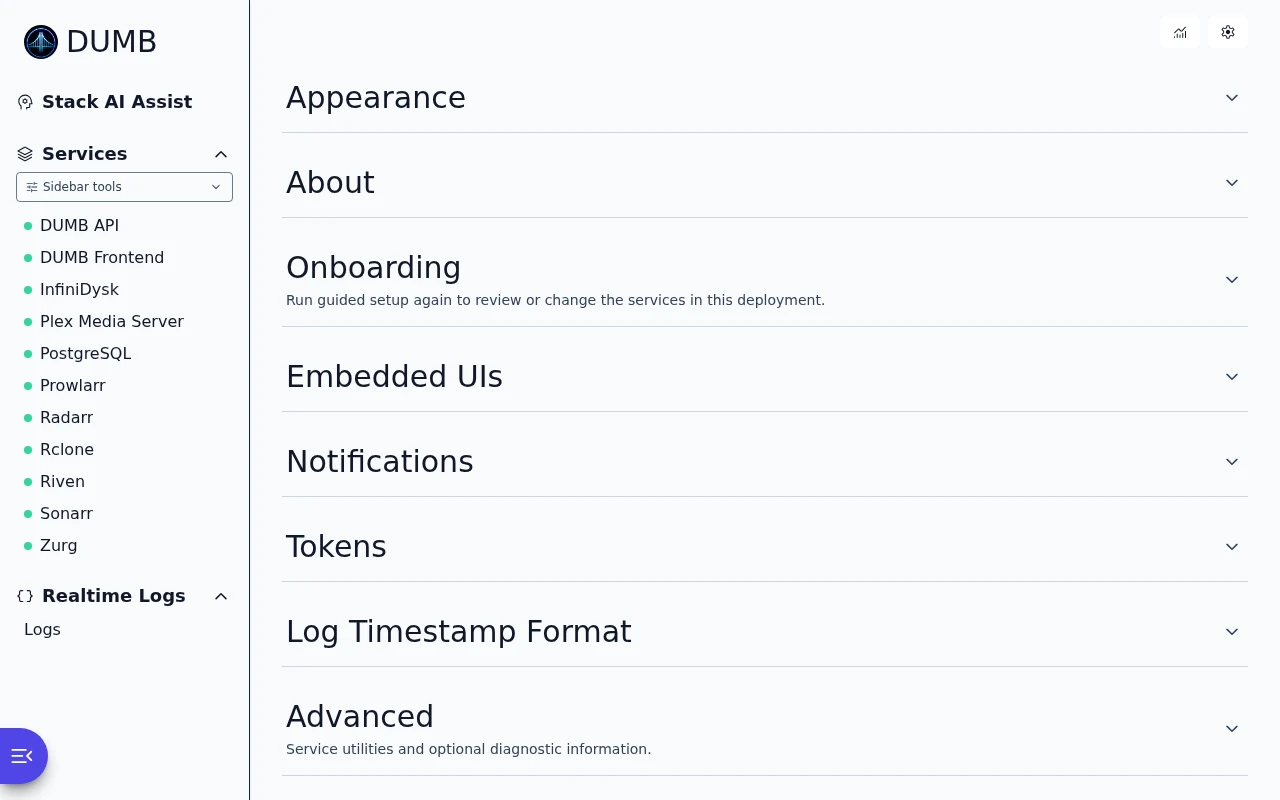 DUMB
Stack AI Assist
Services
Sidebar tools
DUMB API
DUMB Frontend
InfiniDysk
Plex Media Server
PostgreSQL
Prowlarr
Radarr
Rclone
Riven
Sonarr
Zurg
Realtime Logs
Logs
Appearance
About
Onboarding
Run guided setup again to review or change the services in this deployment.
Embedded UIs
Notifications
Tokens
Log Timestamp Format
Advanced
Service utilities and optional diagnostic information.